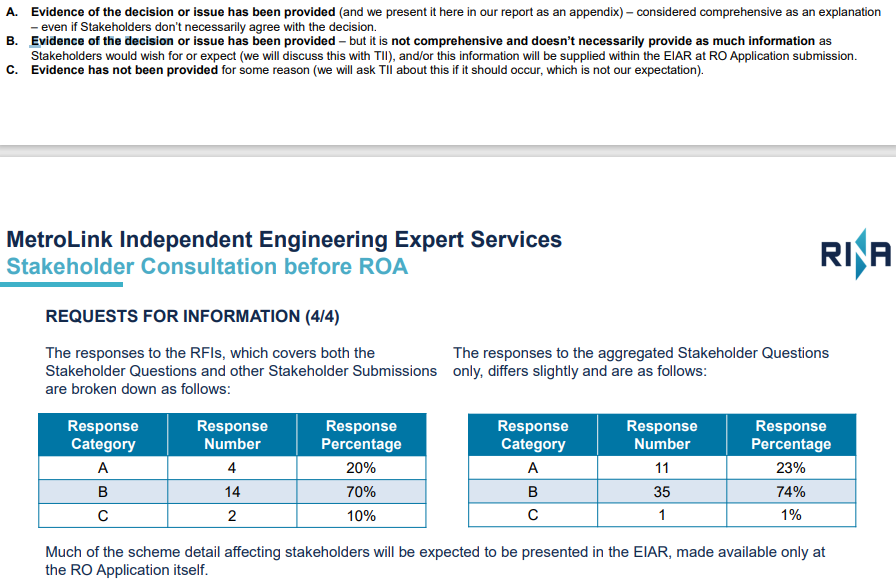 A. Evidence of the decision or issue has been provided (and we present it here in our report as an appendix) – considered comprehensive as an explanation
– even if Stakeholders don't necessarily agree with the decision.
B. Evidence of the decision or issue has been provided – but it is not comprehensive and doesn't necessarily provide as much information as
Stakeholders would wish for or expect (we will discuss this with TII), and/or this information will be supplied within the EIAR at RO Application submission.
C. Evidence has not been provided for some reason (we will ask TII about this if it should occur, which is not our expectation).
MetroLink Independent Engineering Expert Services
Stakeholder Consultation before ROA
RINA
REQUESTS FOR INFORMATION (4/4)
The responses to the RFIs, which covers both the
Stakeholder Questions and other Stakeholder Submissions
are broken down as follows:
Response Category Response Number Response Percentage
A 4 20%
B 14 70%
C 2 10%
The responses to the aggregated Stakeholder Questions
only, differs slightly and are as follows:
Response Category Response Number Response Percentage
A 11 23%
B 35 74%
C 1 1%
Much of the scheme detail affecting stakeholders will be expected to be presented in the EIAR, made available only at
the RO Application itself.